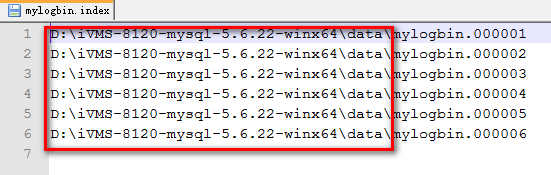 mylogbin.index
1 D:\iVMS-8120-mysql-5.6.22-winx64\data\mylogbin.000001
2 D:\iVMS-8120-mysql-5.6.22-winx64\data\mylogbin.000002
3 D:\iVMS-8120-mysql-5.6.22-winx64\data\mylogbin.000003
4 D:\iVMS-8120-mysql-5.6.22-winx64\data\mylogbin.000004
5 D:\iVMS-8120-mysql-5.6.22-winx64\data\mylogbin.000005
6 D:\iVMS-8120-mysql-5.6.22-winx64\data\mylogbin.000006
7